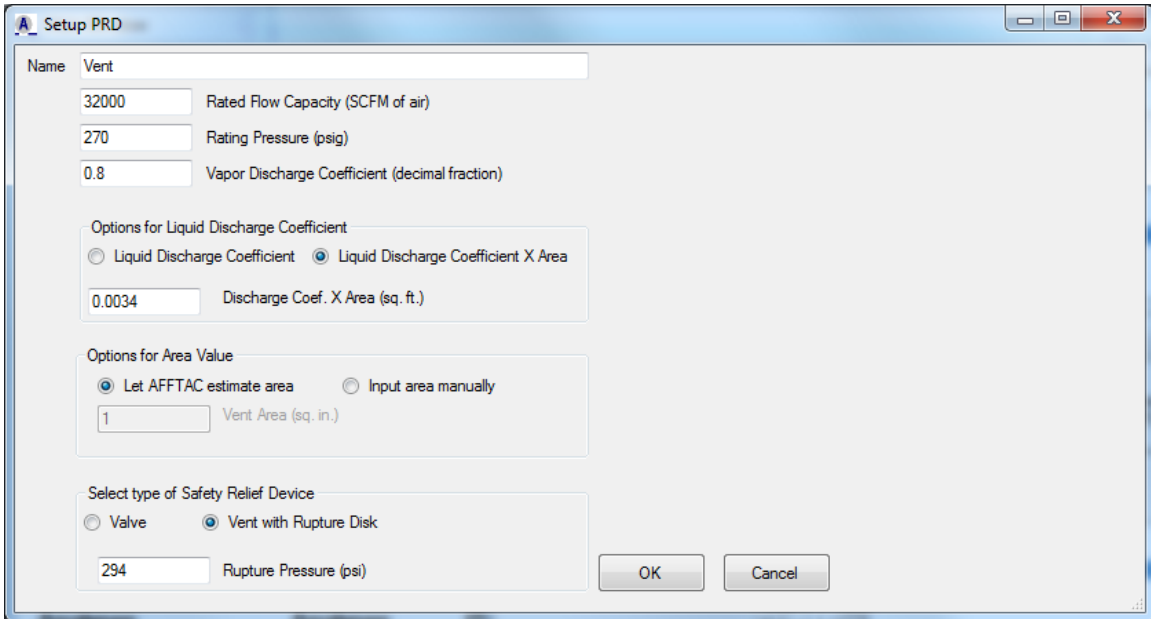 A Setup PRD
X
Name Vent
32000 Rated Flow Capacity (SCFM of air)
270 Rating Pressure (psig)
0.8 Vapor Discharge Coefficient (decimal fraction)
Options for Liquid Discharge Coefficient
Liquid Discharge Coefficient Liquid Discharge Coefficient X Area
0.0034 Discharge Coef. X Area (sq. ft.)
Options for Area Value
Let AFFTAC estimate area Input area manually
1 Vent Area (sq. in.)
Select type of Safety Relief Device
Valve Vent with Rupture Disk
294 Rupture Pressure (psi)
OK Cancel